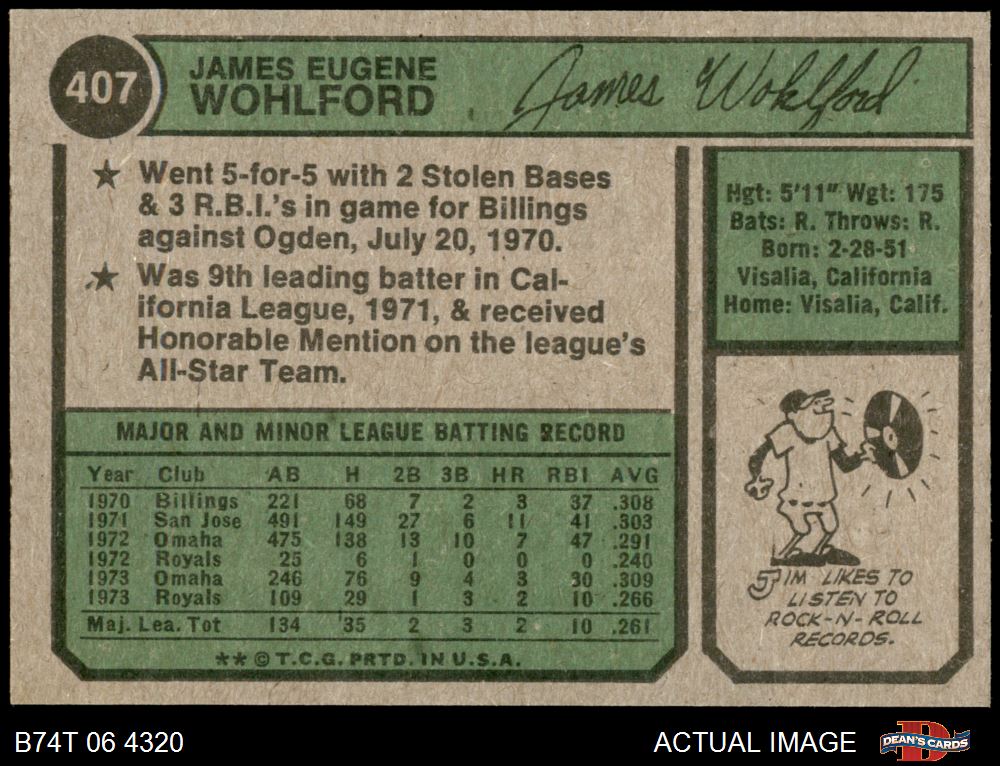 407
JAMES EUGENE
WOHLFORD
James Wohlford
★ Went 5-for-5 with 2 Stolen Bases
& 3 R.B.I.'s in game for Billings
against Ogden, July 20, 1970.
★ Was 9th leading batter in Cal-
ifornia League, 1971, & received
Honorable Mention on the league's
All-Star Team.
Hgt: 5'11" Wgt: 175
Bats: R. Throws: R.
Born: 2-28-51
Visalia, California
Home: Visalia, Calif.
MAJOR AND MINOR LEAGUE BATTING RECORD
Year Club AB H 2B 3B HR RBI AVG
1970 Billings 221 68 7 2 3 37 .308
1971 San Jose 491 149 27 6 11 41 .303
1972 Omaha 475 138 13 10 7 47 .291
1972 Royals 25 6 1 0 0 0 .240
1973 Omaha 246 76 9 4 3 30 .309
1973 Royals 109 29 1 3 2 10 .266
Maj. Lea. Tot 134 35 2 3 2 10 .261
** © T.C.G. PRTD. IN U.S.A.
JIM LIKES TO
LISTEN TO
ROCK-N-ROLL
RECORDS.
B74T 06 4320
ACTUAL IMAGE
D
DEAN'S CARDS